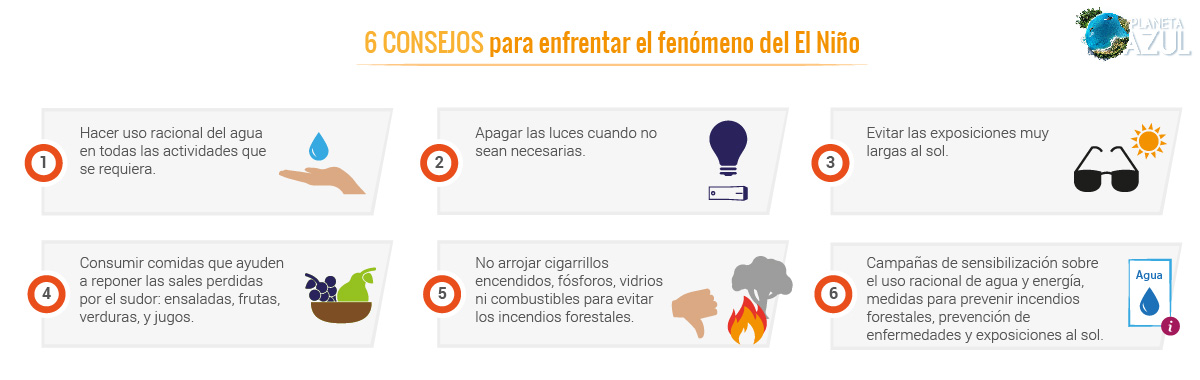 6 CONSEJOS para enfrentar el fenómeno del El Niño
PLANETA
AZUL
1
Hacer uso racional del agua
en todas las actividades que
se requiera.
2
Apagar las luces cuando no
sean necesarias.
3
Evitar las exposiciones muy
largas al sol.
4
Consumir comidas que ayuden
a reponer las sales perdidas
por el sudor: ensaladas, frutas,
verduras, y jugos.
5
No arrojar cigarrillos
encendidos, fósforos, vidrios
ni combustibles para evitar
los incendios forestales.
6
Campañas de sensibilización sobre
el uso racional de agua y energía,
medidas para prevenir incendios
forestales, prevención de
enfermedades y exposiciones al sol.
Agua
i